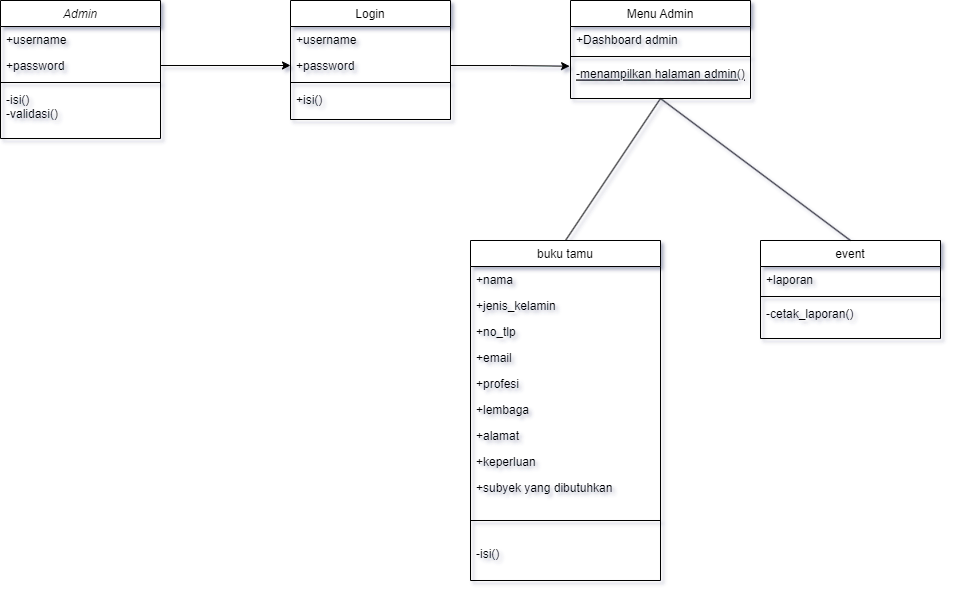 Admin
+username
+password
-isi()
-validasi()
Login
+username
+password
+isi()
Menu Admin
+Dashboard admin
-menampilkan halaman admin()
buku tamu
+nama
+jenis_kelamin
+no_tlp
+email
+profesi
+lembaga
+alamat
+keperluan
+subyek yang dibutuhkan
-isi()
event
+laporan
-cetak_laporan()